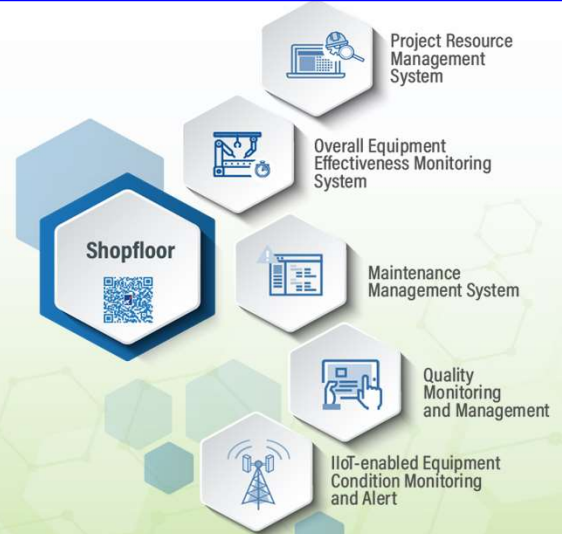 Project Resource
Management
System
Overall Equipment
Effectiveness Monitoring
System
Shopfloor
Maintenance
Management System
Quality
Monitoring
and Management
IIoT-enabled Equipment
Condition Monitoring
and Alert